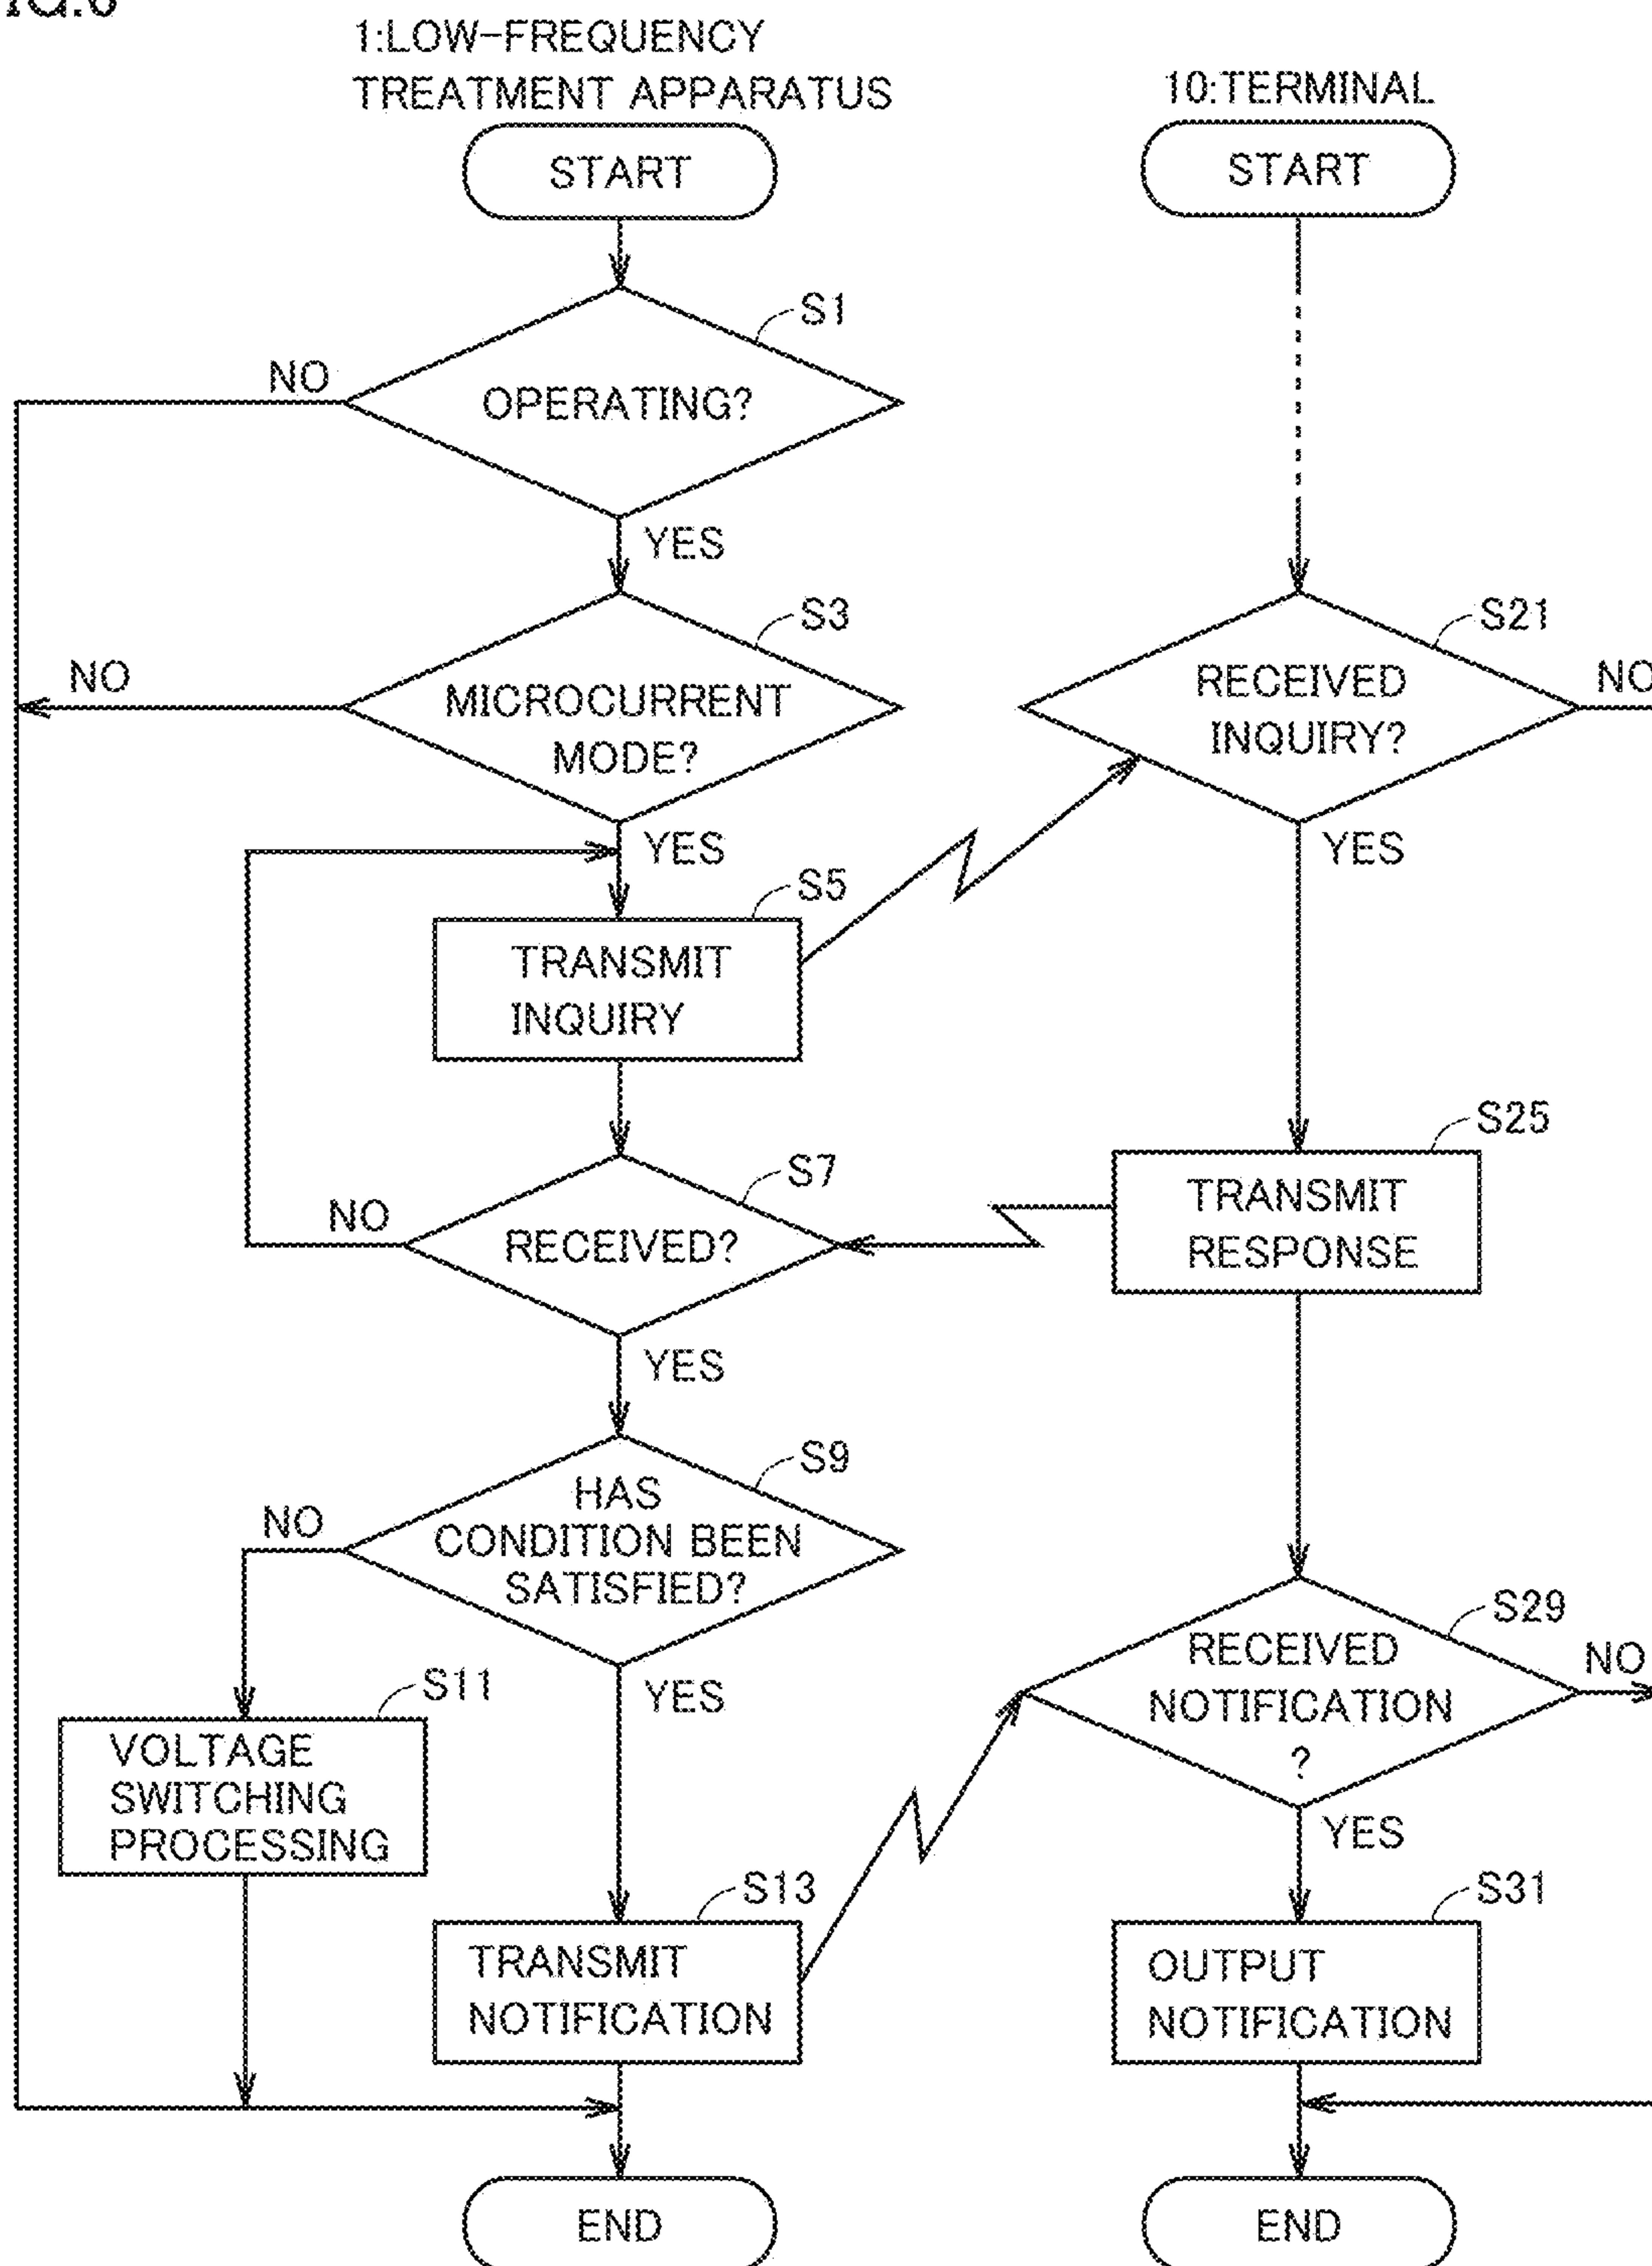 1:LOW-FREQUENCY
TREATMENT APPARATUS
START
S1
OPERATING?
NO
YES
S3
MICROCURRENT
MODE?
NO
YES
S5
TRANSMIT
INQUIRY
S7
RECEIVED?
NO
YES
S9
HAS
CONDITION BEEN
SATISFIED?
NO
YES
S11
VOLTAGE
SWITCHING
PROCESSING
S13
TRANSMIT
NOTIFICATION
END
10:TERMINAL
START
S21
RECEIVED
INQUIRY?
NO
YES
S25
TRANSMIT
RESPONSE
S29
RECEIVED
NOTIFICATION
?
NO
YES
S31
OUTPUT
NOTIFICATION
END